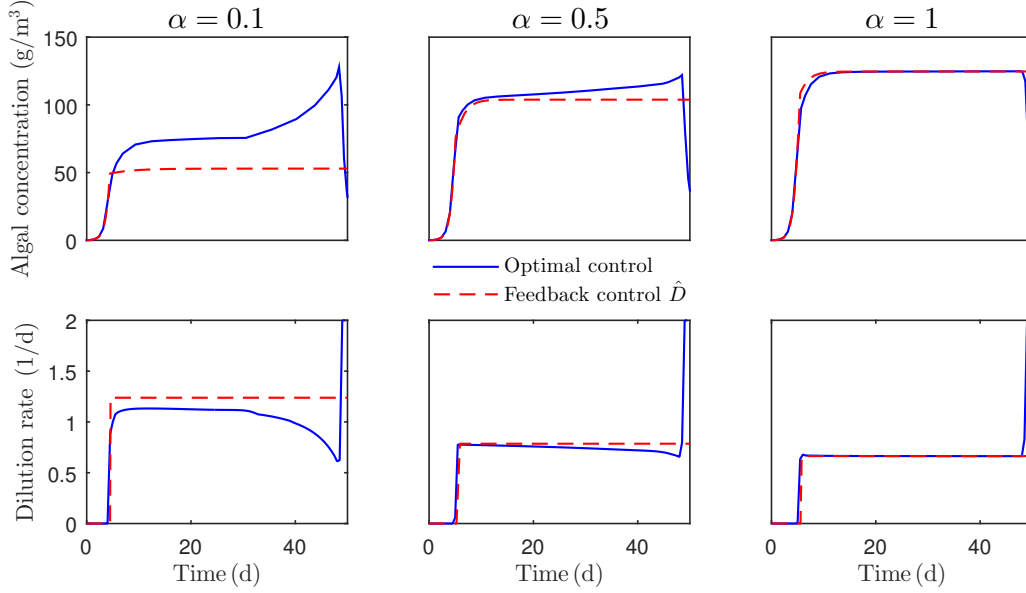 α = 0.1
α = 0.5
α = 1
Algal concentration (g/m³)
150
100
50
0
Optimal control
Feedback control D̂
Dilution rate (1/d)
2
1.5
1
0.5
0
0 20 40
0 20 40
0 20 40
Time (d)
Time (d)
Time (d)